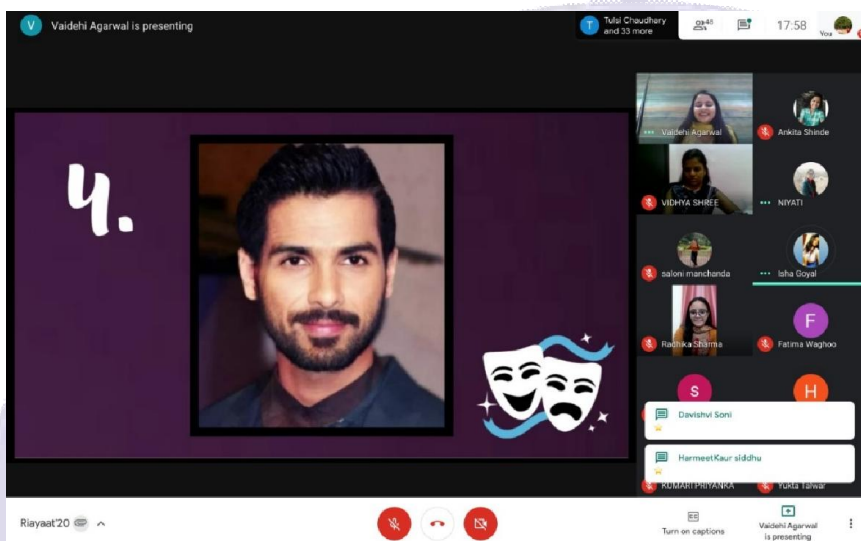 V Vaidehi Agarwal is presenting
T Tulsi Chaudhary
and 33 more
48
17:58
You
4.
Vaidehi Agarwal
Ankita Shinde
VIDHYA SHREE
NIYATI
saloni manchanda
Isha Goyal
Radhika Sharma
F
Fatima Waghoo
S
H
Davishvi Soni
HarmeetKaur siddhu
KUMARI PRIYANKA
Yukta Talwar
Riayaat'20
CC
Turn on captions
Vaidehi Agarwal
is presenting